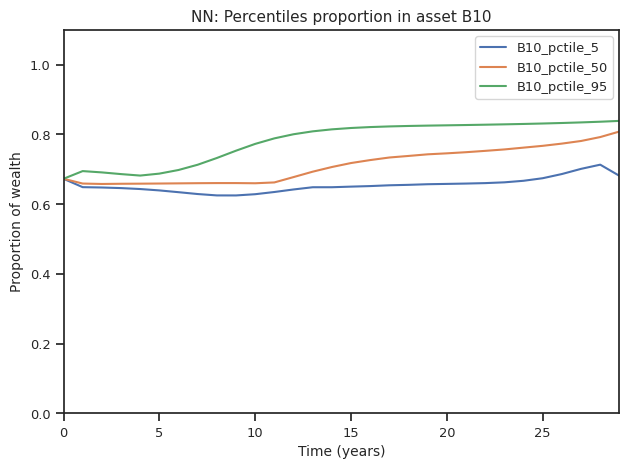 NN: Percentiles proportion in asset B10
B10_pctile_5
B10_pctile_50
B10_pctile_95
Proportion of wealth
1.0
0.8
0.6
0.4
0.2
0.0
0 5 10 15 20 25
Time (years)